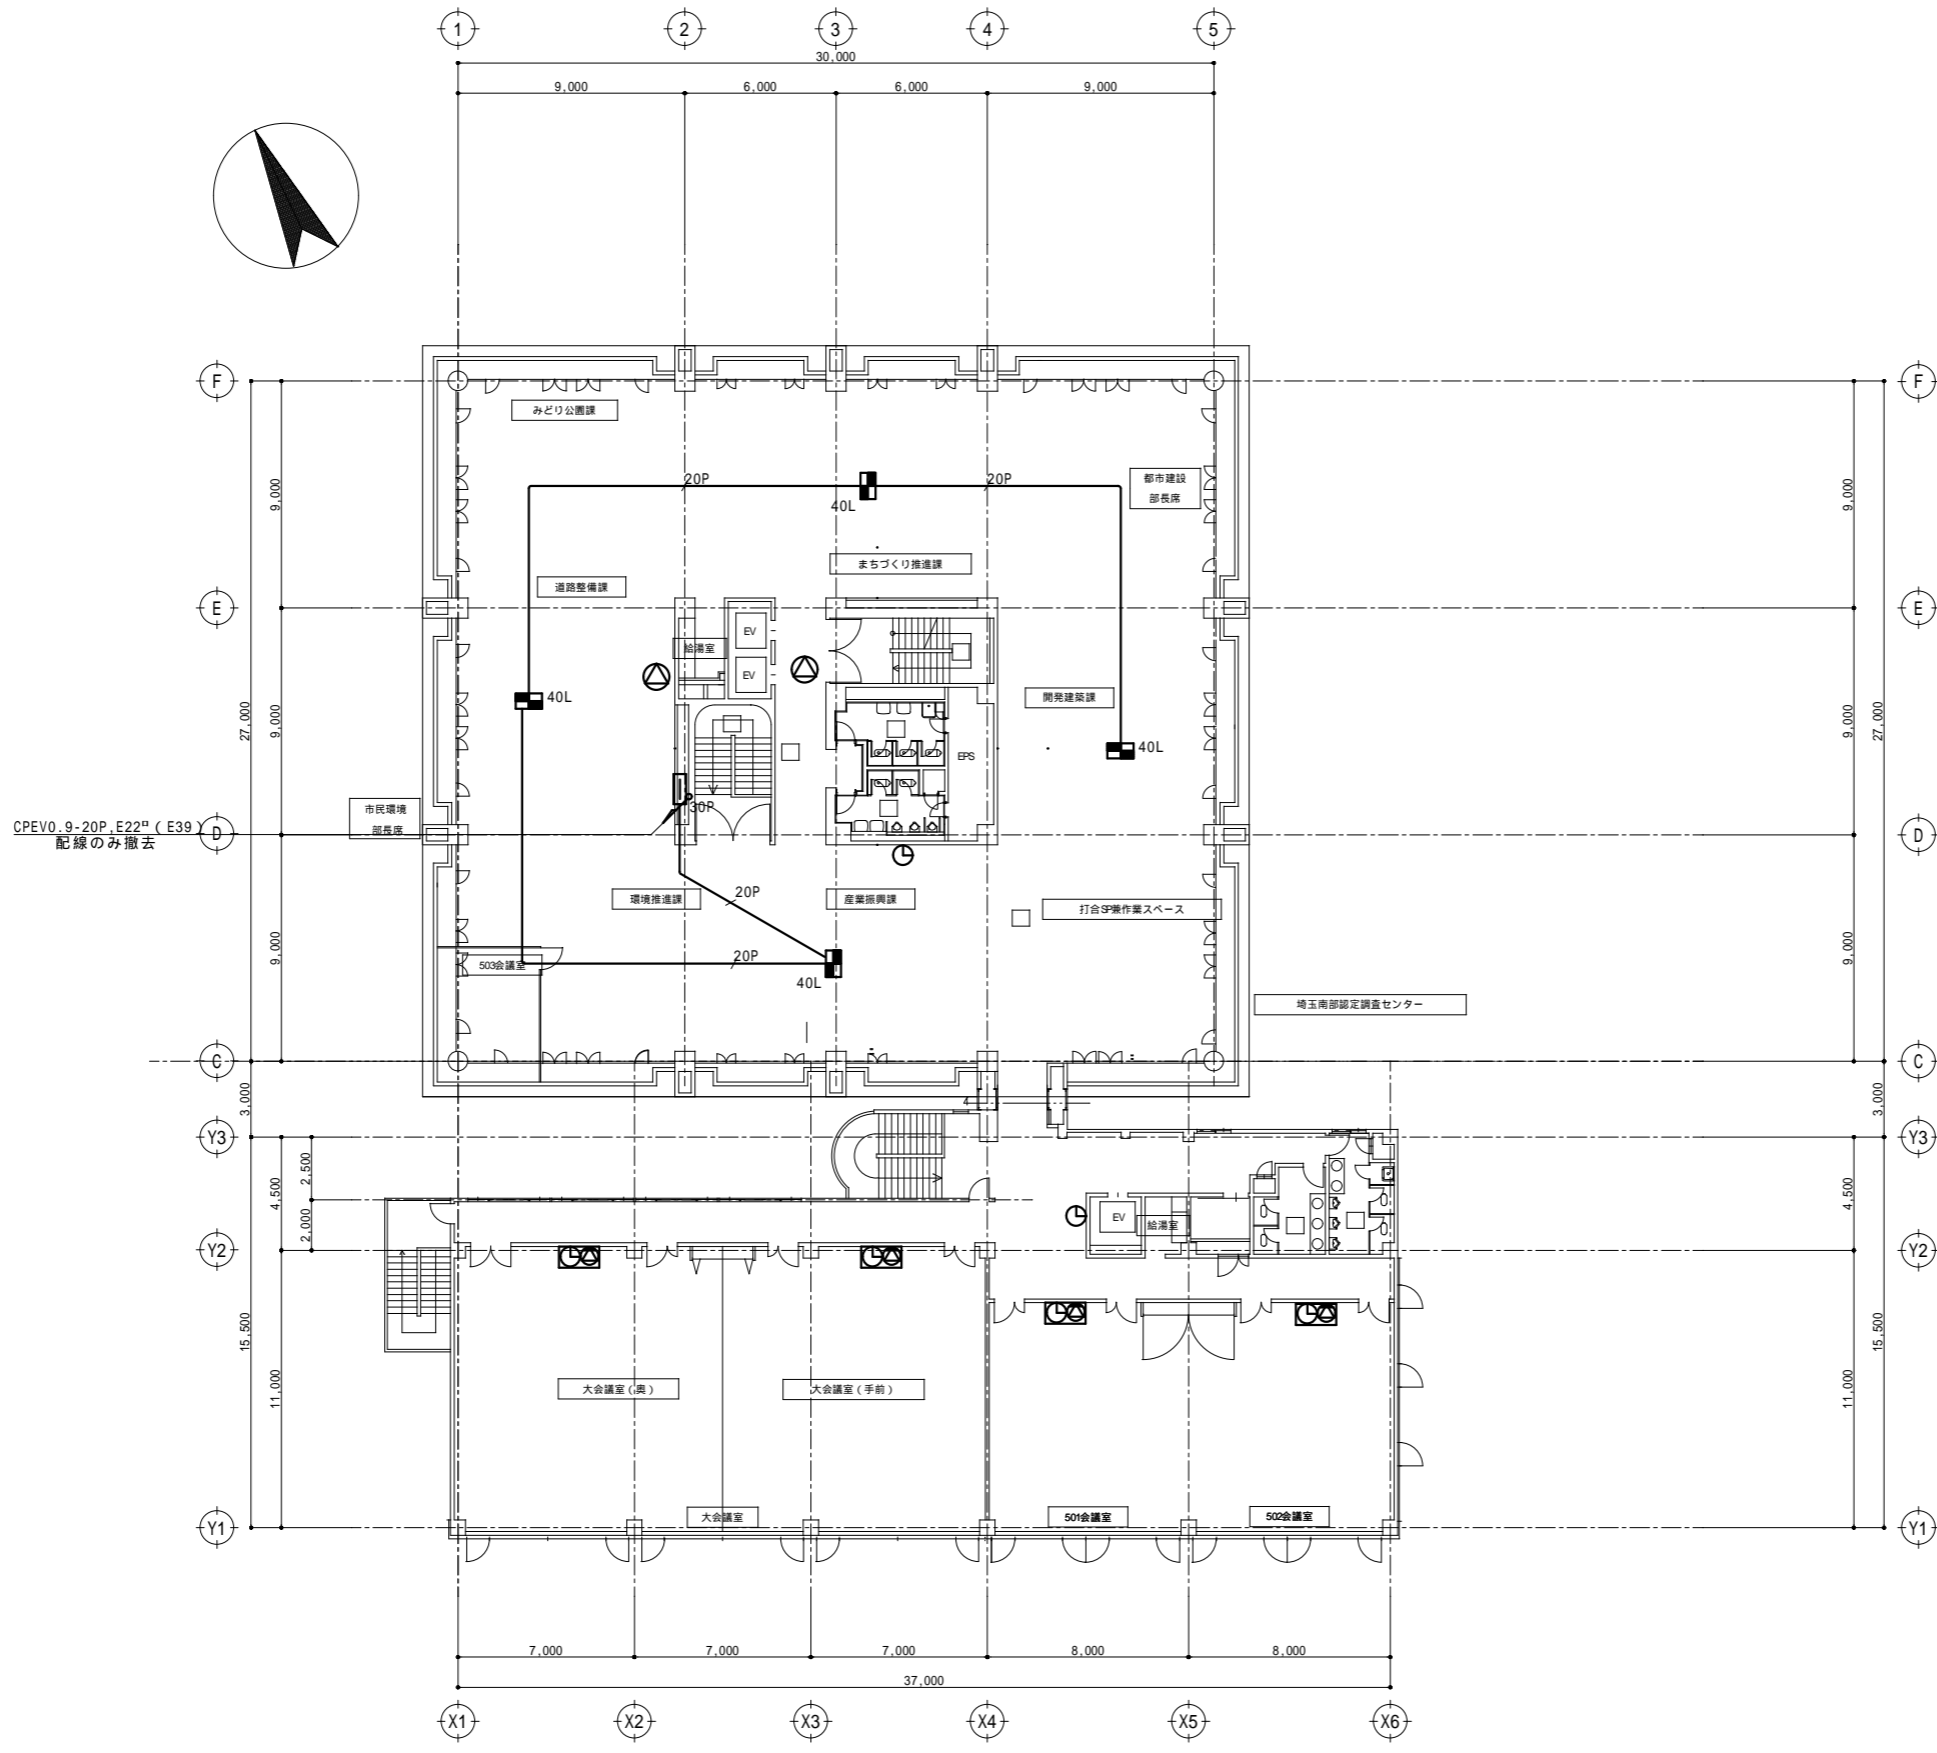 1
2
3
4
5
30,000
9,000
6,000
6,000
9,000
F
F
みどり公園課
都市建設
部長席
20P
20P
40L
9,000
9,000
まちづくり推進課
道路整備課
E
E
EV
給湯室
EV
40L
開発建築課
27,000
9,000
9,000
27,000
40L
EPS
30P
市民環境
部長席
CPEV0.9-20P,E22□(E39)
配線のみ撤去
D
D
20P
環境推進課
産業振興課
打合SP兼作業スペース
9,000
9,000
20P
503会議室
40L
埼玉南部認定調査センター
C
C
3,000
3,000
4
Y3
Y3
2,500
4,500
4,500
2,000
EV
給湯室
Y2
Y2
15,500
15,500
11,000
11,000
大会議室(奥)
大会議室(手前)
大会議室
501会議室
502会議室
Y1
Y1
7,000
7,000
7,000
8,000
8,000
37,000
X1
X2
X3
X4
X5
X6